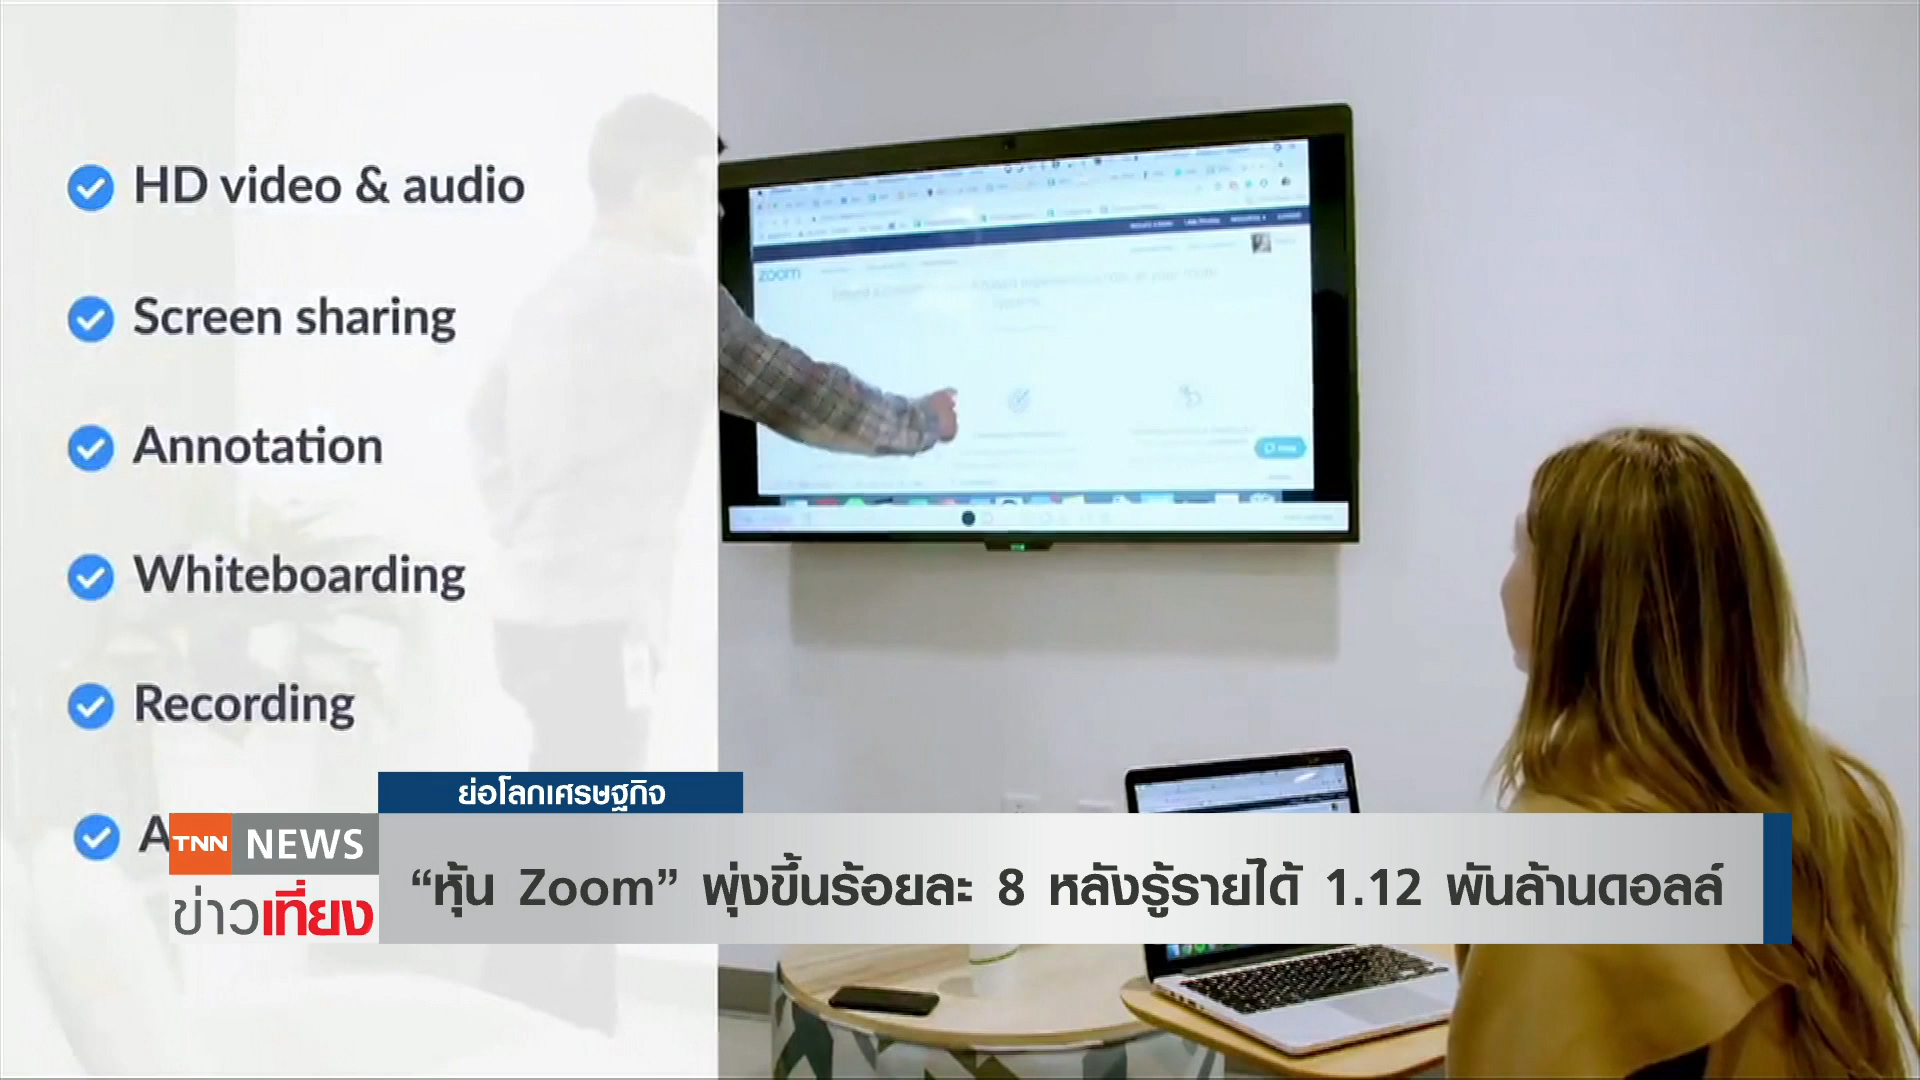 HD video & audio
Screen sharing
Annotation
Whiteboarding
Recording
zoom
ย่อโลกเศรษฐกิจ
TNN NEWS
ข่าวเที่ยง
“หุ้น Zoom” พุ่งขึ้นร้อยละ 8 หลังรู้รายได้ 1.12 พันล้านดอลล์